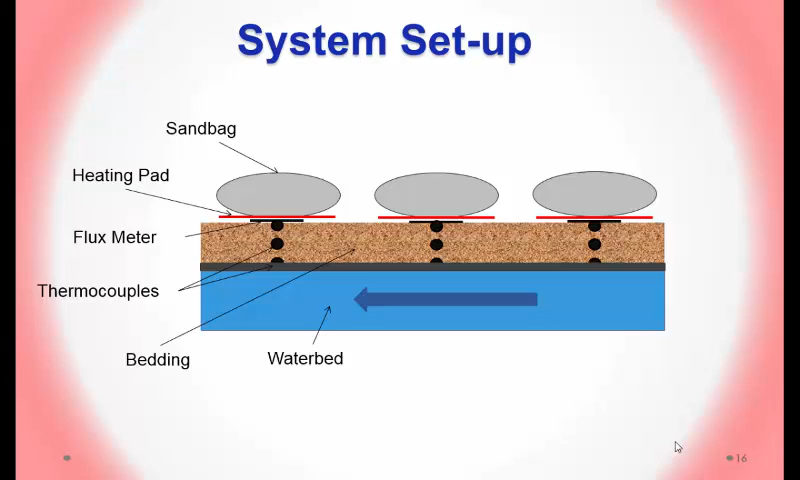 System Set-up
Sandbag
Heating Pad
Flux Meter
Thermocouples
Bedding
Waterbed
16